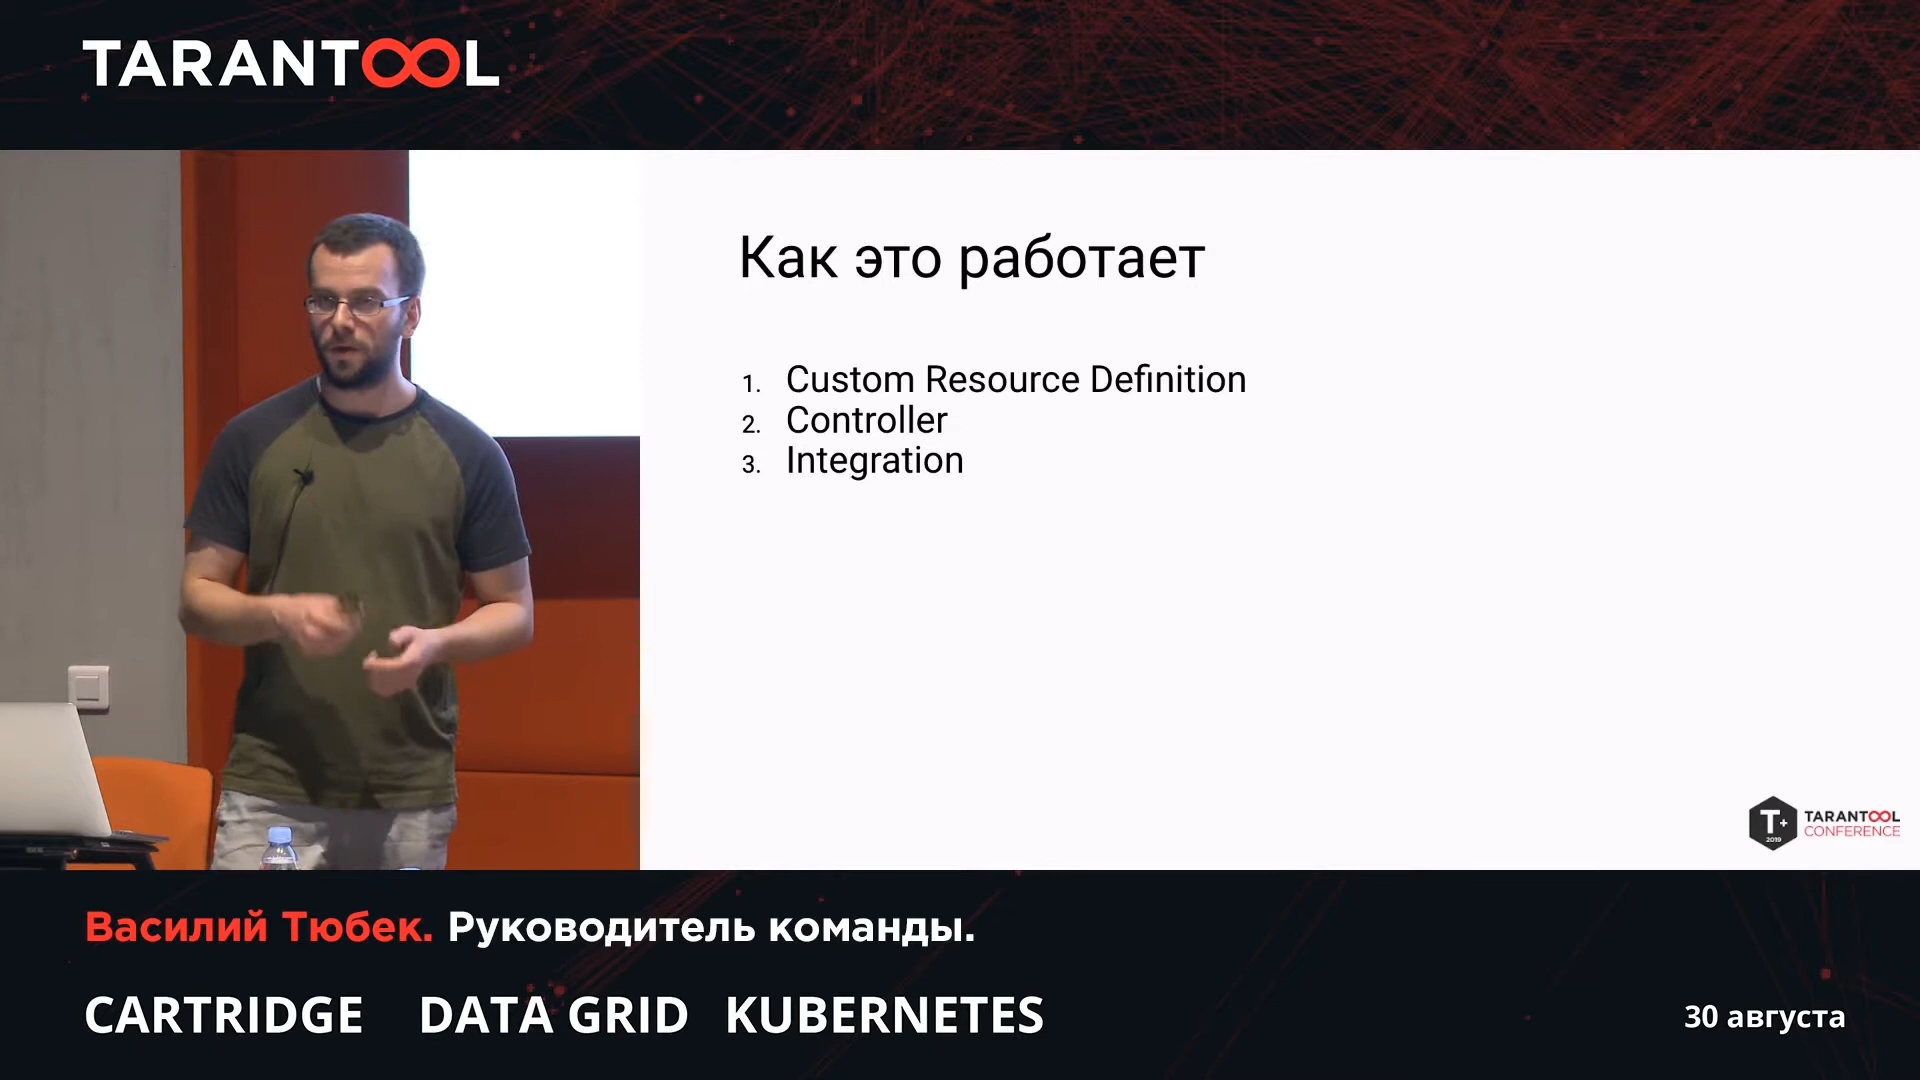 TARANTOOL
Как это работает
1. Custom Resource Definition
2. Controller
3. Integration
T+
2019
TARANTOOL
CONFERENCE
Василий Тюбек. Руководитель команды.
CARTRIDGE DATA GRID KUBERNETES
30 августа